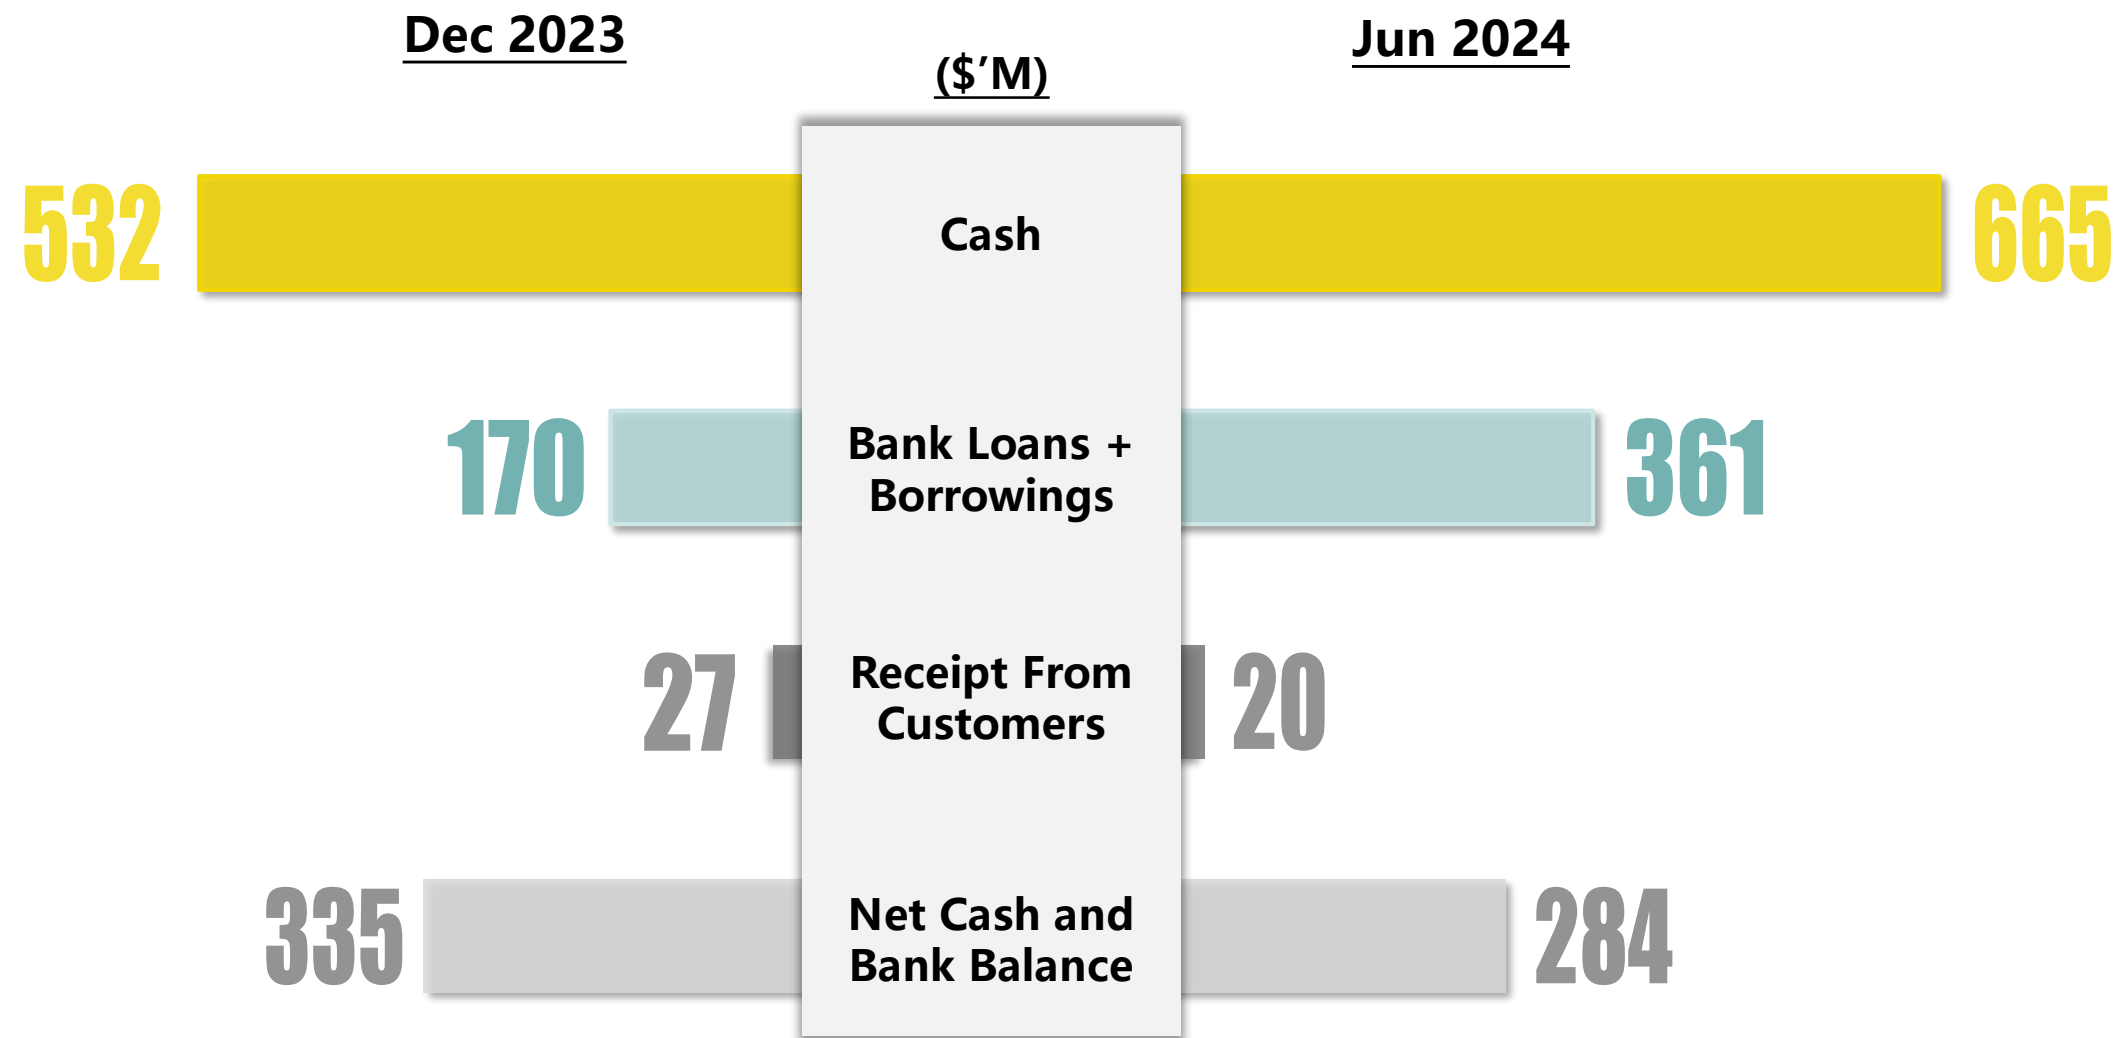 Dec 2023
($’M)
Jun 2024
532
Cash
665
170
Bank Loans +
Borrowings
361
27
Receipt From
Customers
20
335
Net Cash and
Bank Balance
284